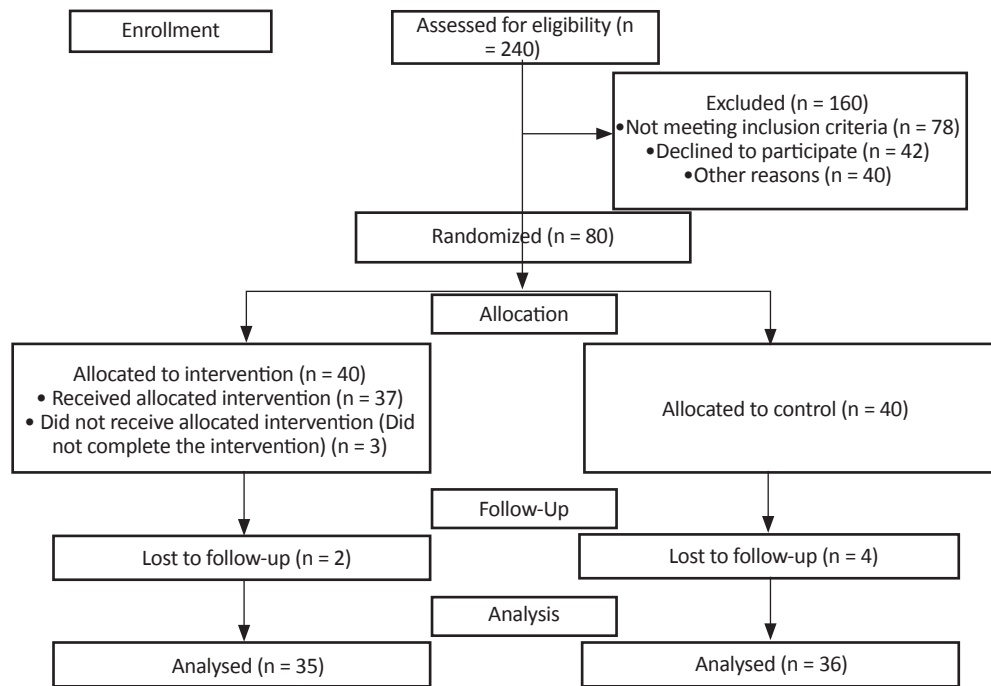 Enrollment
Assessed for eligibility (n
= 240)
Excluded (n = 160)
•Not meeting inclusion criteria (n = 78)
•Declined to participate (n = 42)
•Other reasons (n = 40)
Randomized (n = 80)
Allocation
Allocated to intervention (n = 40)
• Received allocated intervention (n = 37)
• Did not receive allocated intervention (Did
not complete the intervention) (n = 3)
Allocated to control (n = 40)
Follow-Up
Lost to follow-up (n = 2)
Lost to follow-up (n = 4)
Analysis
Analysed (n = 35)
Analysed (n = 36)